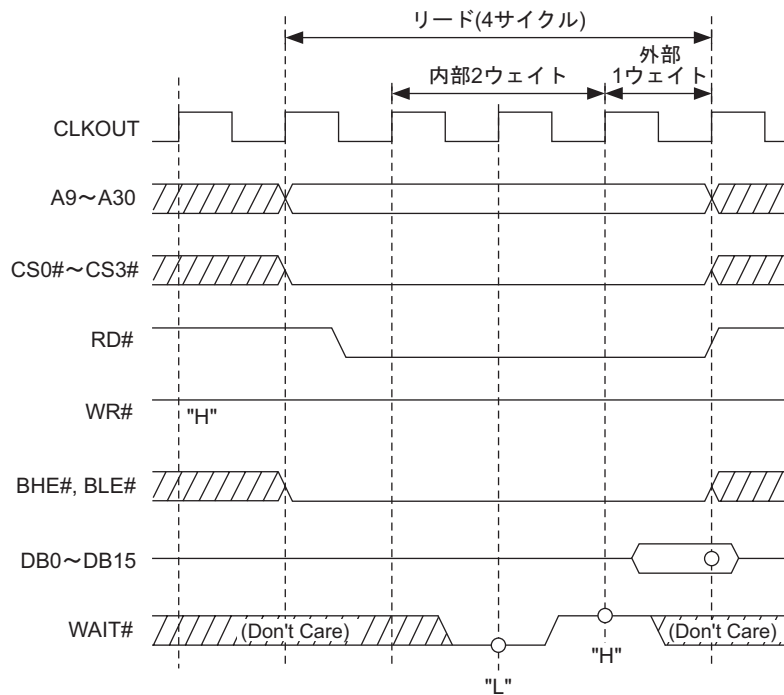 リード(4サイクル)
内部2ウェイト
外部
1ウェイト
CLKOUT
A9～A30
CS0#～CS3#
RD#
WR#
"H"
BHE#, BLE#
DB0～DB15
WAIT#
(Don't Care)
(Don't Care)
"H"
"L"